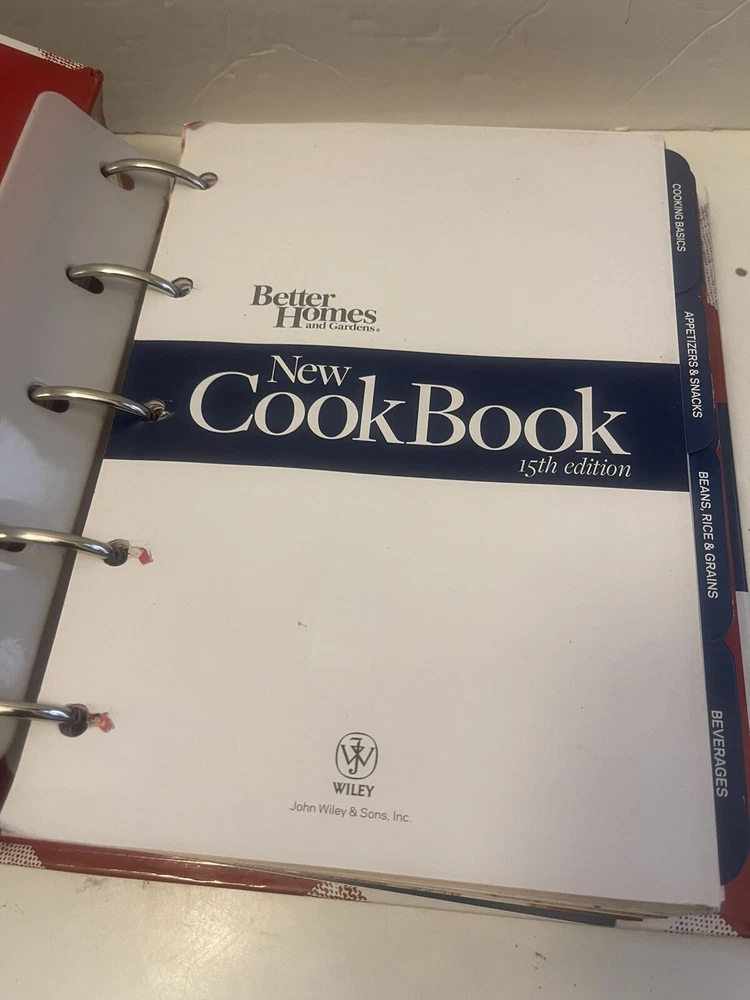 Better
Homes
and Gardens®
New
CookBook
15th edition
WILEY
John Wiley & Sons, Inc.
COOKING BASICS
APPETIZERS & SNACKS
BEANS, RICE & GRAINS
BEVERAGES